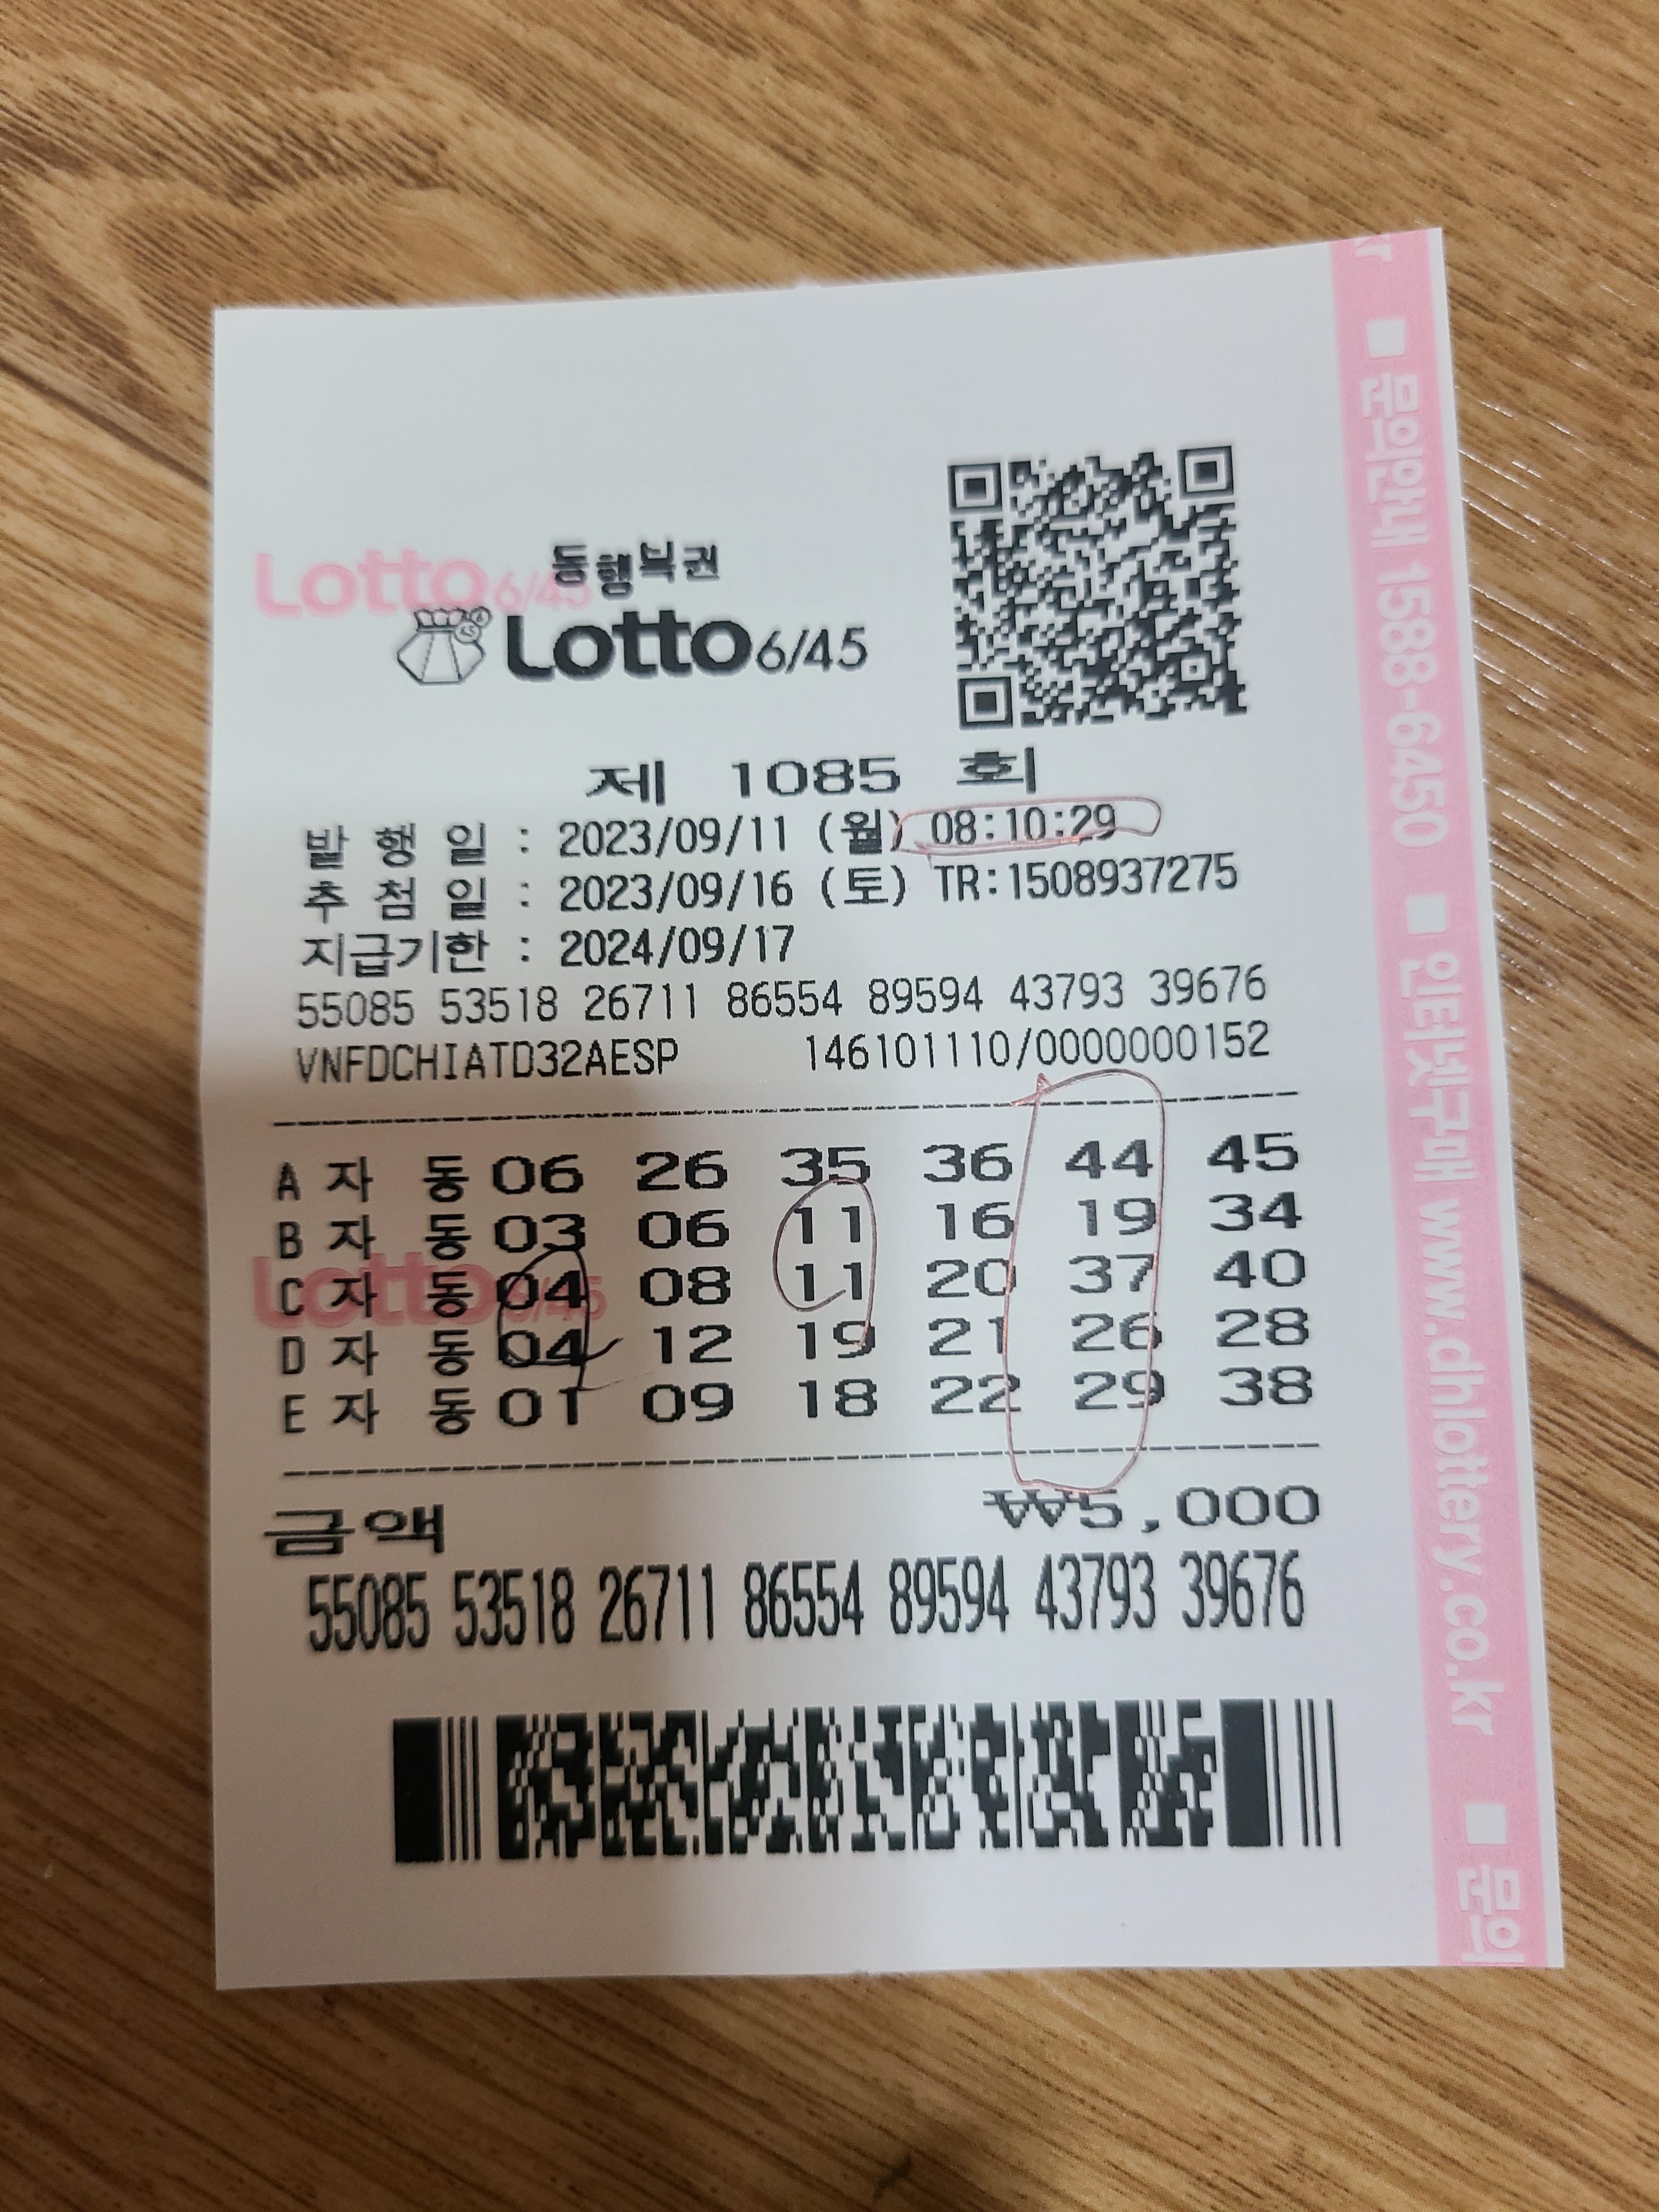 동행복권
Lotto 6/45
Lotto 6/45
제 1085 회
발 행 일 : 2023/09/11 (월) 08:10:29
추 첨 일 : 2023/09/16 (토) TR:1508937275
지급기한 : 2024/09/17
55085 53518 26711 86554 89594 43793 39676
VNFDCHIATD32AESP 146101110/0000000152
A 자 동 06 26 35 36 44 45
B 자 동 03 06 11 16 19 34
C 자 동 04 08 11 20 37 40
D 자 동 04 12 19 21 26 28
E 자 동 01 09 18 22 29 38
Lotto 6/45
금액 ₩5,000
55085 53518 26711 86554 89594 43793 39676
kr ■ 문의안내 1588-6450 ■ 인터넷구매 www.dhlottery.co.kr ■ 문의